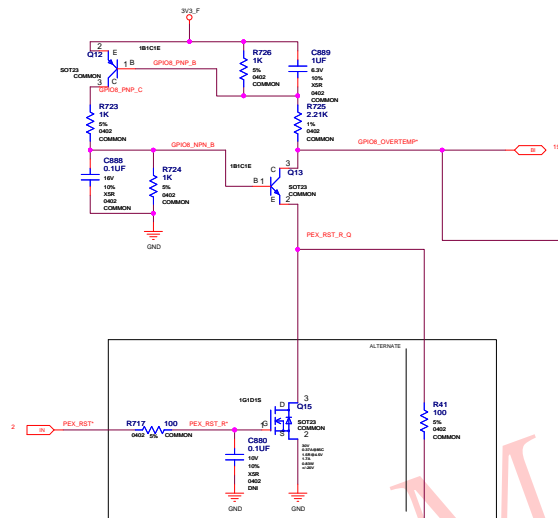 3V3_F
2
E
Q12
1B1C1E
1 B
SOT23
COMMON
C
3
GPIO8_PNP_B
GPIO8_PNP_C
R726
1K
5%
0402
COMMON
C889
1UF
6.3V
10%
X5R
0402
COMMON
R723
1K
5%
0402
COMMON
R725
2.21K
1%
0402
COMMON
GPIO8_NPN_B
GPIO8_OVERTEMP*
BI
C888
0.1UF
16V
10%
X5R
0402
COMMON
R724
1K
5%
0402
COMMON
1B1C1E
3
C
Q13
B 1
SOT23
COMMON
E
2
GND
PEX_RST_R_Q
ALTERNATE
R41
100
5%
0402
COMMON
1G1D1S
3
D
Q15
1
G
SOT23
COMMON
S
2
2
IN
PEX_RST*
R717
100
0402
5%
COMMON
PEX_RST_R*
C880
0.1UF
10V
10%
X5R
0402
DNI
GND
GND
M